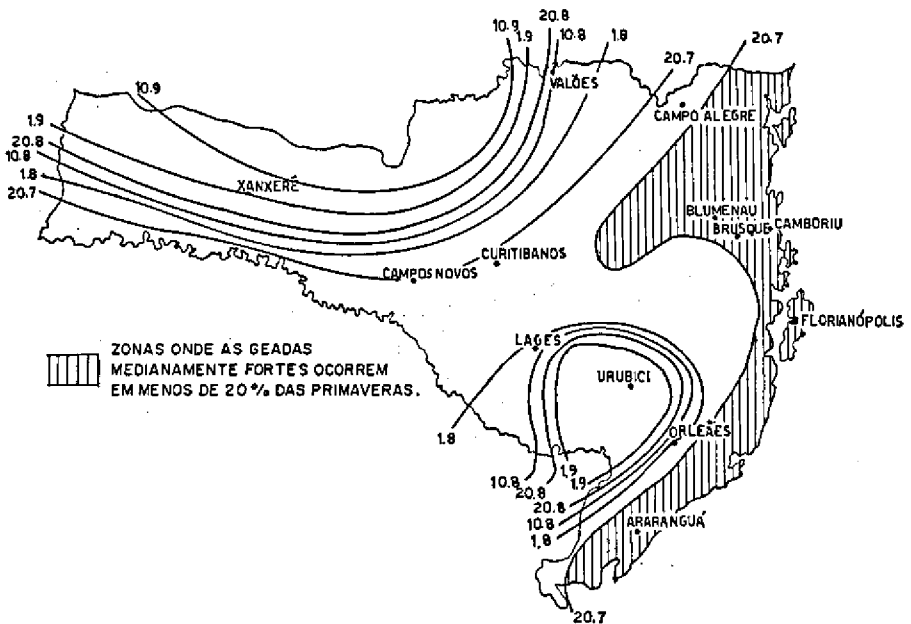 20.8
10.9
1.9
10.8
1.8
20.7
20.7
VALÕES
CAMPO ALEGRE
10.9
1.9
20.8
10.8
1.8
20.7
XANXERÉ
BLUMENAU
BRUSQUE
CAMBORIU
CURITIBANOS
CAMPOS NOVOS
FLORIANÓPOLIS
LAGES
URUBICI
ZONAS ONDE AS GEADAS
MEDIANAMENTE FORTES OCORREM
EM MENOS DE 20% DAS PRIMAVERAS.
1.8
ORLEÃES
10.8
20.8
1.9
1.9
20.8
10.8
1.8
ARARANGUÁ
20.7